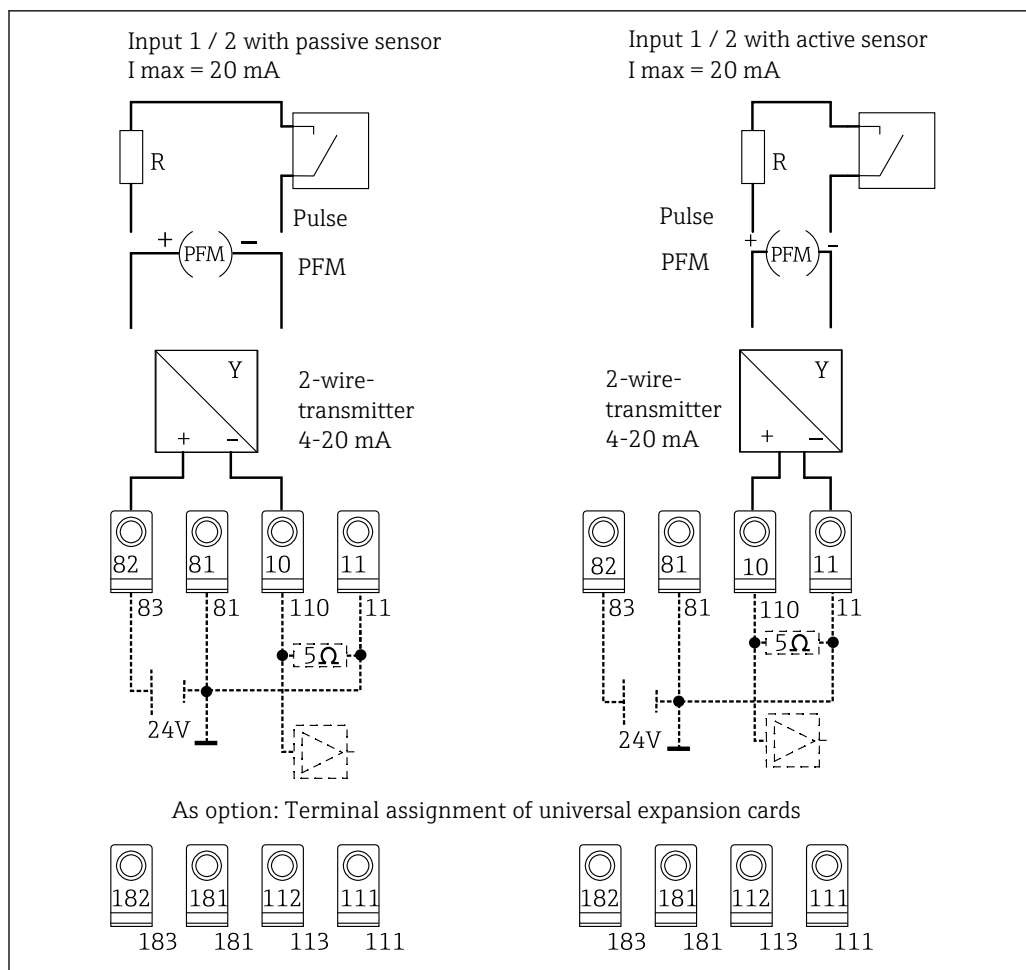 Input 1 / 2 with passive sensor
I max = 20 mA
R
Pulse
+ (PFM) −
PFM
Y
+ −
2-wire-
transmitter
4-20 mA
82 81 10 11
83 81 110 11
5Ω
24V
Input 1 / 2 with active sensor
I max = 20 mA
R
Pulse
+ (PFM) -
PFM
Y
+ −
2-wire-
transmitter
4-20 mA
82 81 10 11
83 81 110 11
5Ω
24V
As option: Terminal assignment of universal expansion cards
182 181 112 111
183 181 113 111
182 181 112 111
183 181 113 111